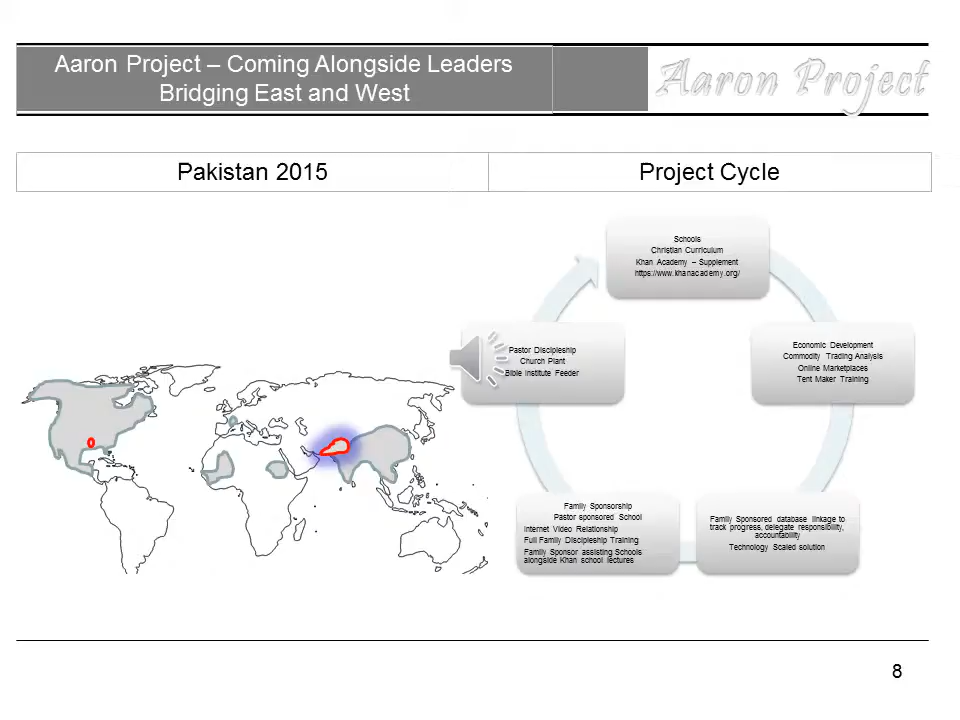 Aaron Project – Coming Alongside Leaders
Bridging East and West
Aaron Project
Pakistan 2015
Project Cycle
Schools
Christian Curriculum
Khan Academy – Supplement
https://www.khanacademy.org/
Pastor Discipleship
Church Plant
Bible Institute Feeder
Economic Development
Commodity Trading Analysis
Online Marketplaces
Tent Maker Training
Family Sponsorship
Pastor sponsored School
Internet Video Relationship
Full Family Discipleship Training
Family Sponsor assisting Schools
alongside Khan school lectures
Family Sponsored database linkage to
track progress, delegate responsibility,
accountability
Technology Scaled solution
8